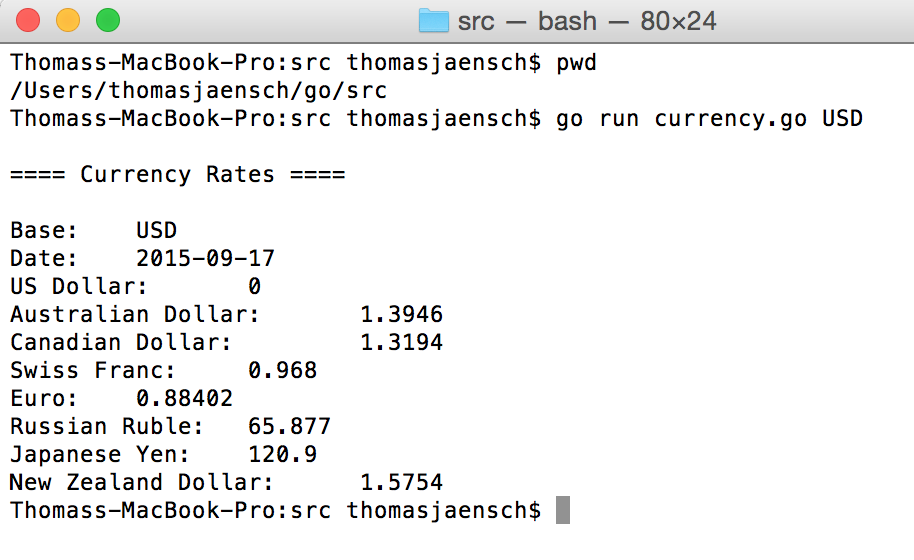 src — bash — 80×24
Thomass-MacBook-Pro:src thomasjaensch$ pwd
/Users/thomasjaensch/go/src
Thomass-MacBook-Pro:src thomasjaensch$ go run currency.go USD
==== Currency Rates ====
Base: USD
Date: 2015-09-17
US Dollar: 0
Australian Dollar: 1.3946
Canadian Dollar: 1.3194
Swiss Franc: 0.968
Euro: 0.88402
Russian Ruble: 65.877
Japanese Yen: 120.9
New Zealand Dollar: 1.5754
Thomass-MacBook-Pro:src thomasjaensch$